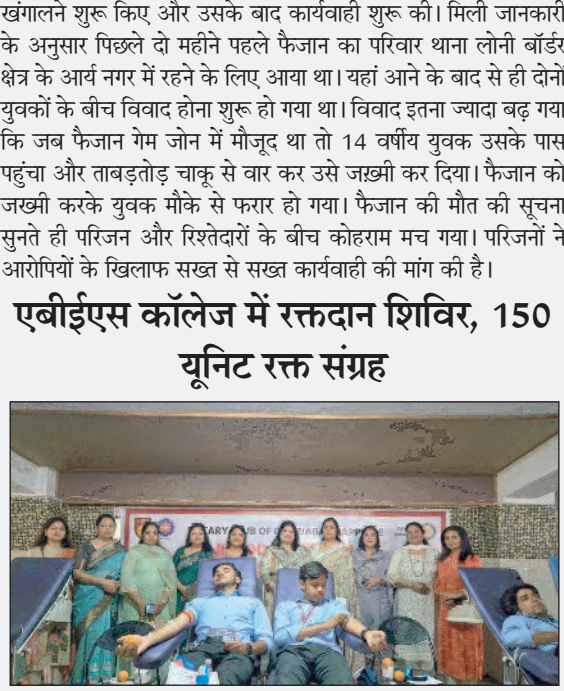 खंगालने शुरू किए और उसके बाद कार्यवाही शुरू की। मिली जानकारी
के अनुसार पिछले दो महीने पहले फैजान का परिवार थाना लोनी बॉर्डर
क्षेत्र के आर्य नगर में रहने के लिए आया था। यहां आने के बाद से ही दोनों
युवकों के बीच विवाद होना शुरू हो गया था। विवाद इतना ज्यादा बढ़ गया
कि जब फैजान गेम जोन में मौजूद था तो 14 वर्षीय युवक उसके पास
पहुंचा और ताबड़तोड़ चाकू से वार कर उसे जख़्मी कर दिया। फैजान को
जख्मी करके युवक मौके से फरार हो गया। फैजान की मौत की सूचना
सुनते ही परिजन और रिश्तेदारों के बीच कोहराम मच गया। परिजनों ने
आरोपियों के खिलाफ सख्त से सख्त कार्यवाही की मांग की है।
एबीईएस कॉलेज में रक्तदान शिविर, 150
यूनिट रक्त संग्रह
OF